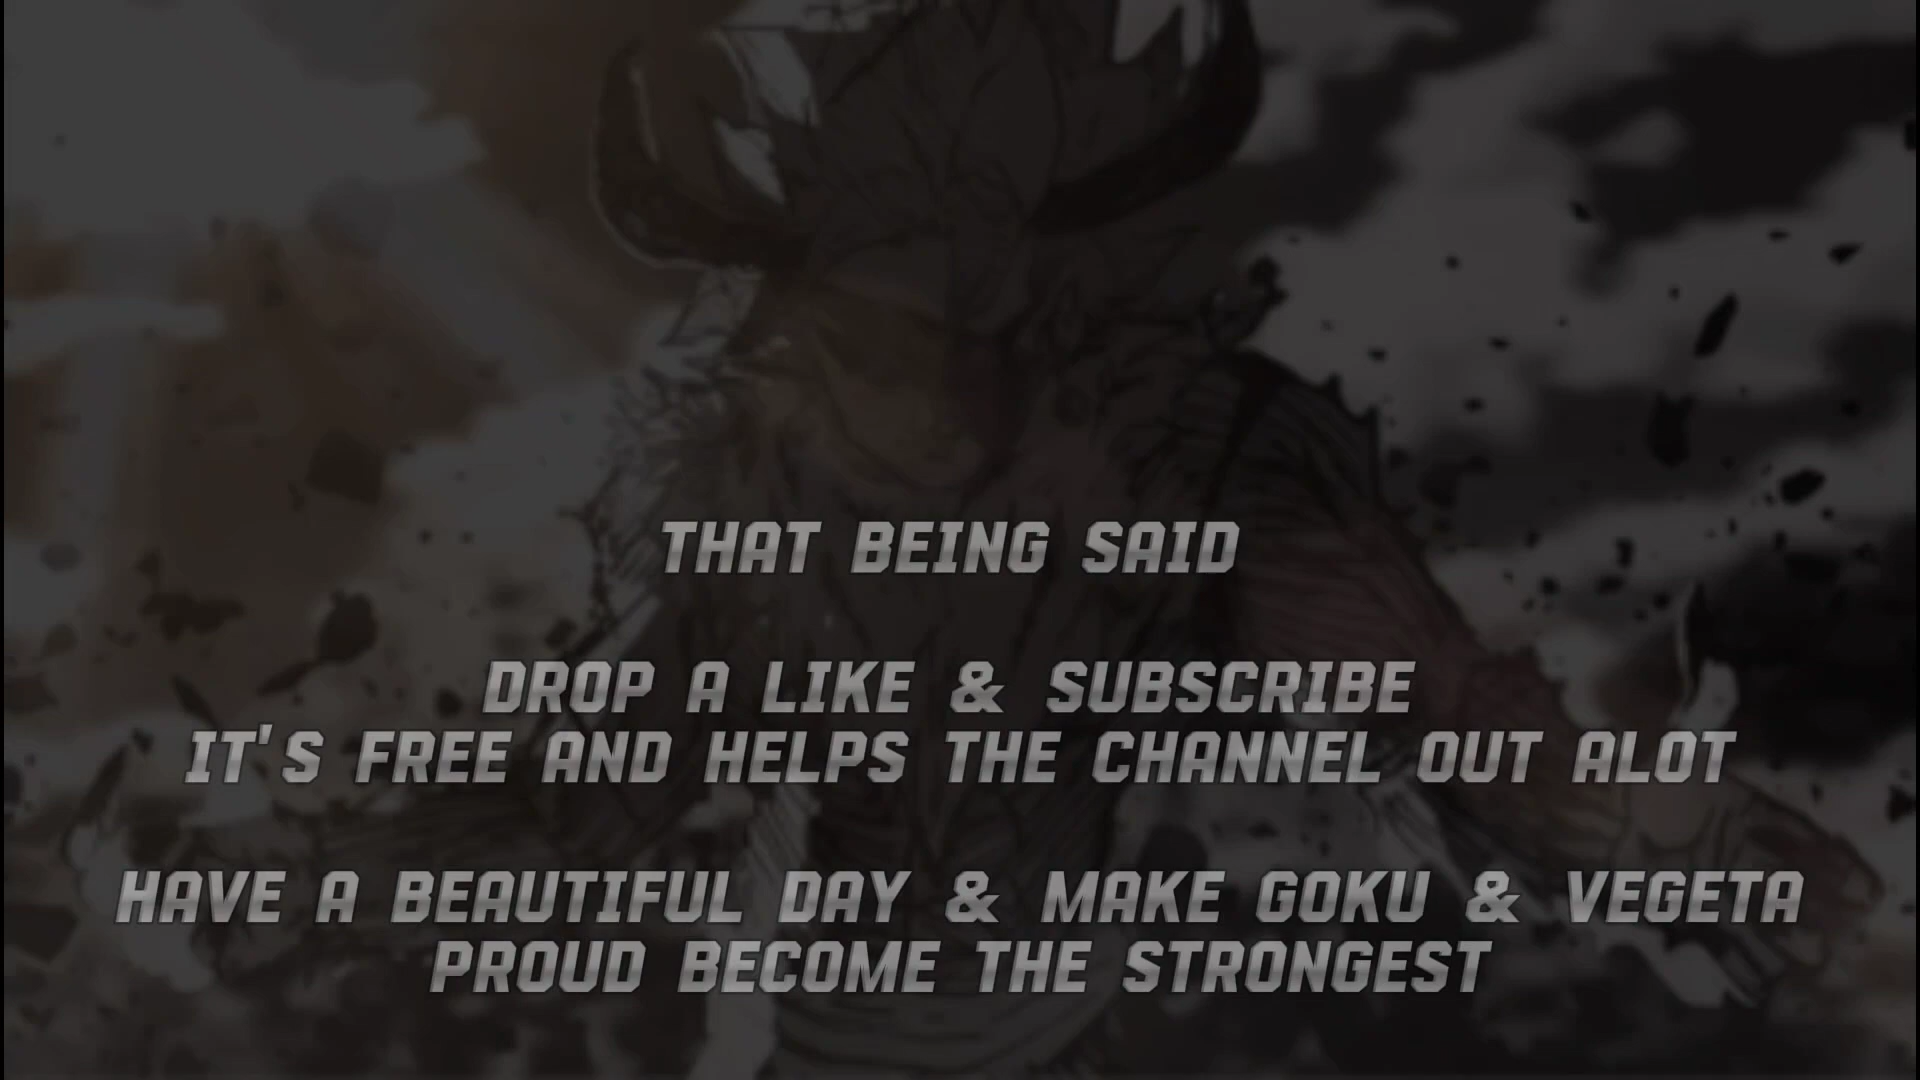 THAT BEING SAID
DROP A LIKE & SUBSCRIBE
IT'S FREE AND HELPS THE CHANNEL OUT ALOT
HAVE A BEAUTIFUL DAY & MAKE GOKU & VEGETA
PROUD BECOME THE STRONGEST